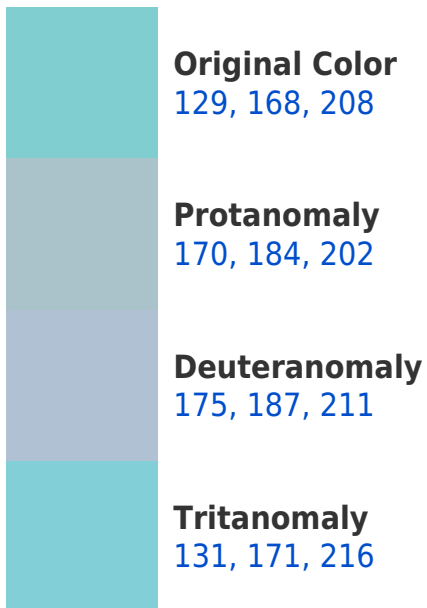 Original Color
129, 168, 208
Protanomaly
170, 184, 202
Deuteranomaly
175, 187, 211
Tritanomaly
131, 171, 216